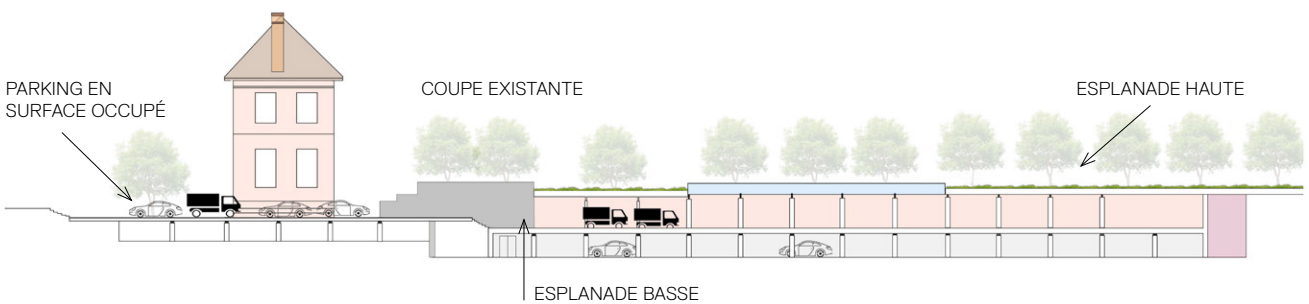 PARKING EN
SURFACE OCCUPÉ
COUPE EXISTANTE
ESPLANADE HAUTE
ESPLANADE BASSE